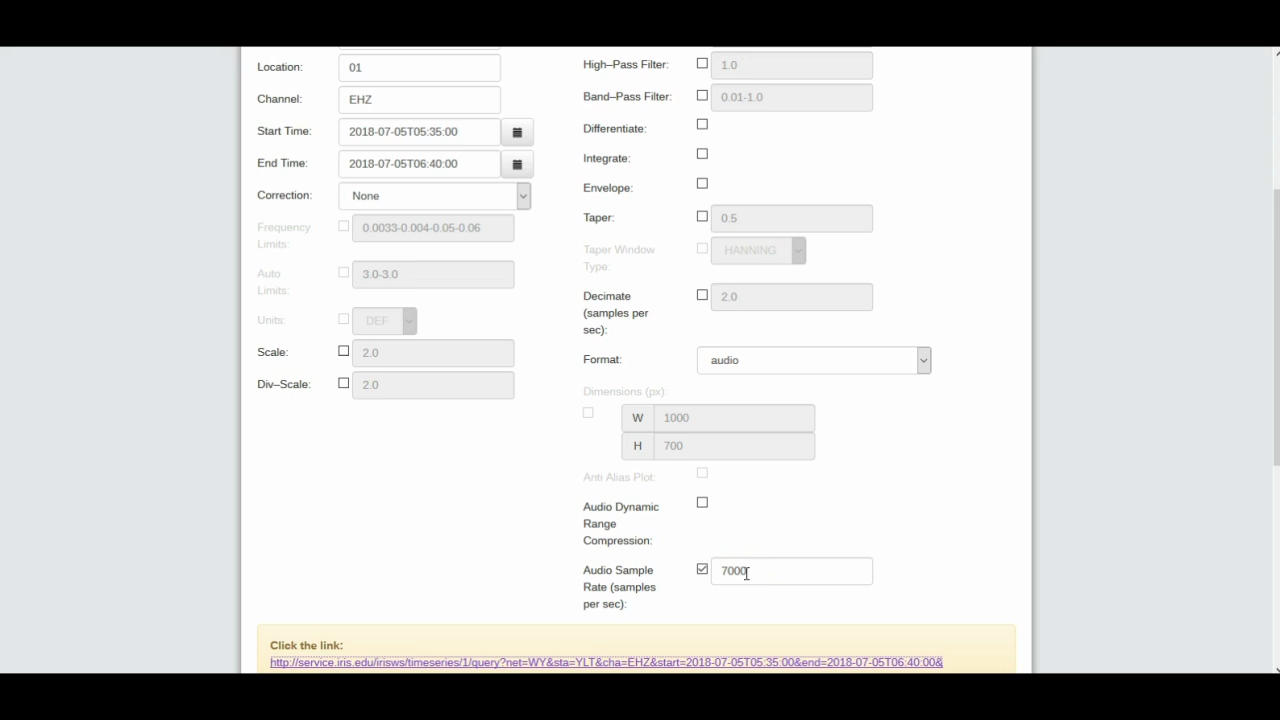 Location: 01
Channel: EHZ
Start Time: 2018-07-05T05:35:00
End Time: 2018-07-05T06:40:00
Correction: None
Frequency
Limits: 0.0033-0.004-0.05-0.06
Auto
Limits: 3.0-3.0
Units: DEF
Scale: 2.0
Div–Scale: 2.0
High–Pass Filter: 1.0
Band–Pass Filter: 0.01-1.0
Differentiate:
Integrate:
Envelope:
Taper: 0.5
Taper Window
Type: HANNING
Decimate 2.0
(samples per
sec):
Format: audio
Dimensions (px):
W 1000
H 700
Anti Alias Plot:
Audio Dynamic
Range
Compression:
Audio Sample 7000
Rate (samples
per sec):
Click the link:
http://service.iris.edu/irisws/timeseries/1/query?net=WY&sta=YLT&cha=EHZ&start=2018-07-05T05:35:00&end=2018-07-05T06:40:00&